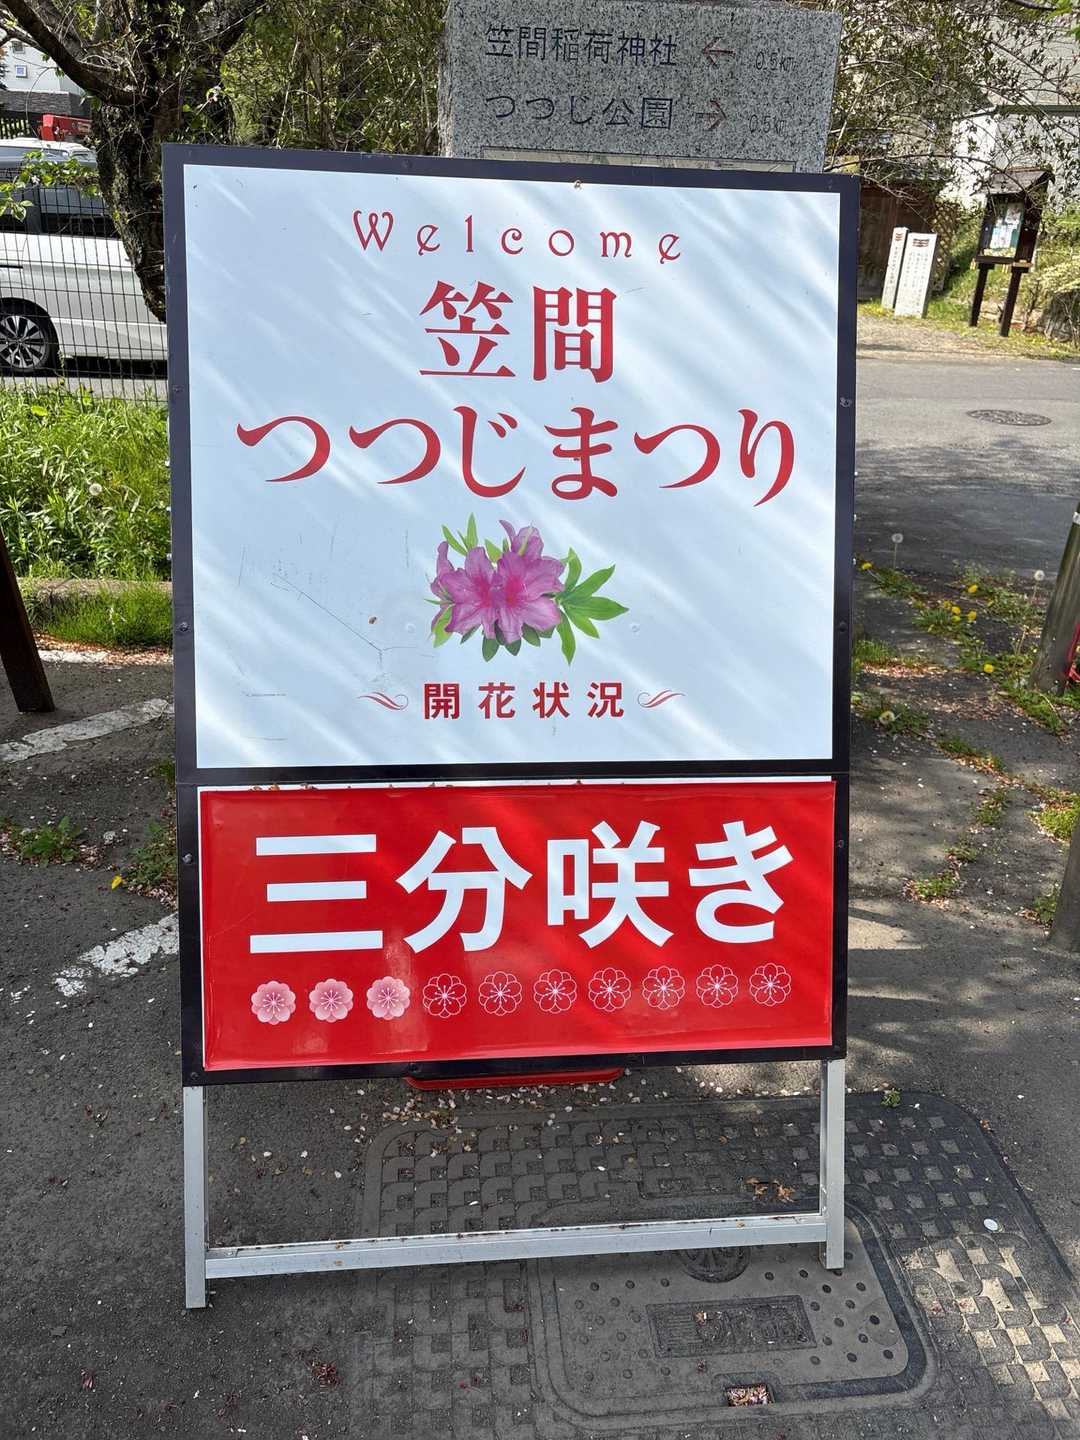 笠間稲荷神社 ←
つつじ公園 →
Welcome
笠間
つつじまつり
開花状況
三分咲き